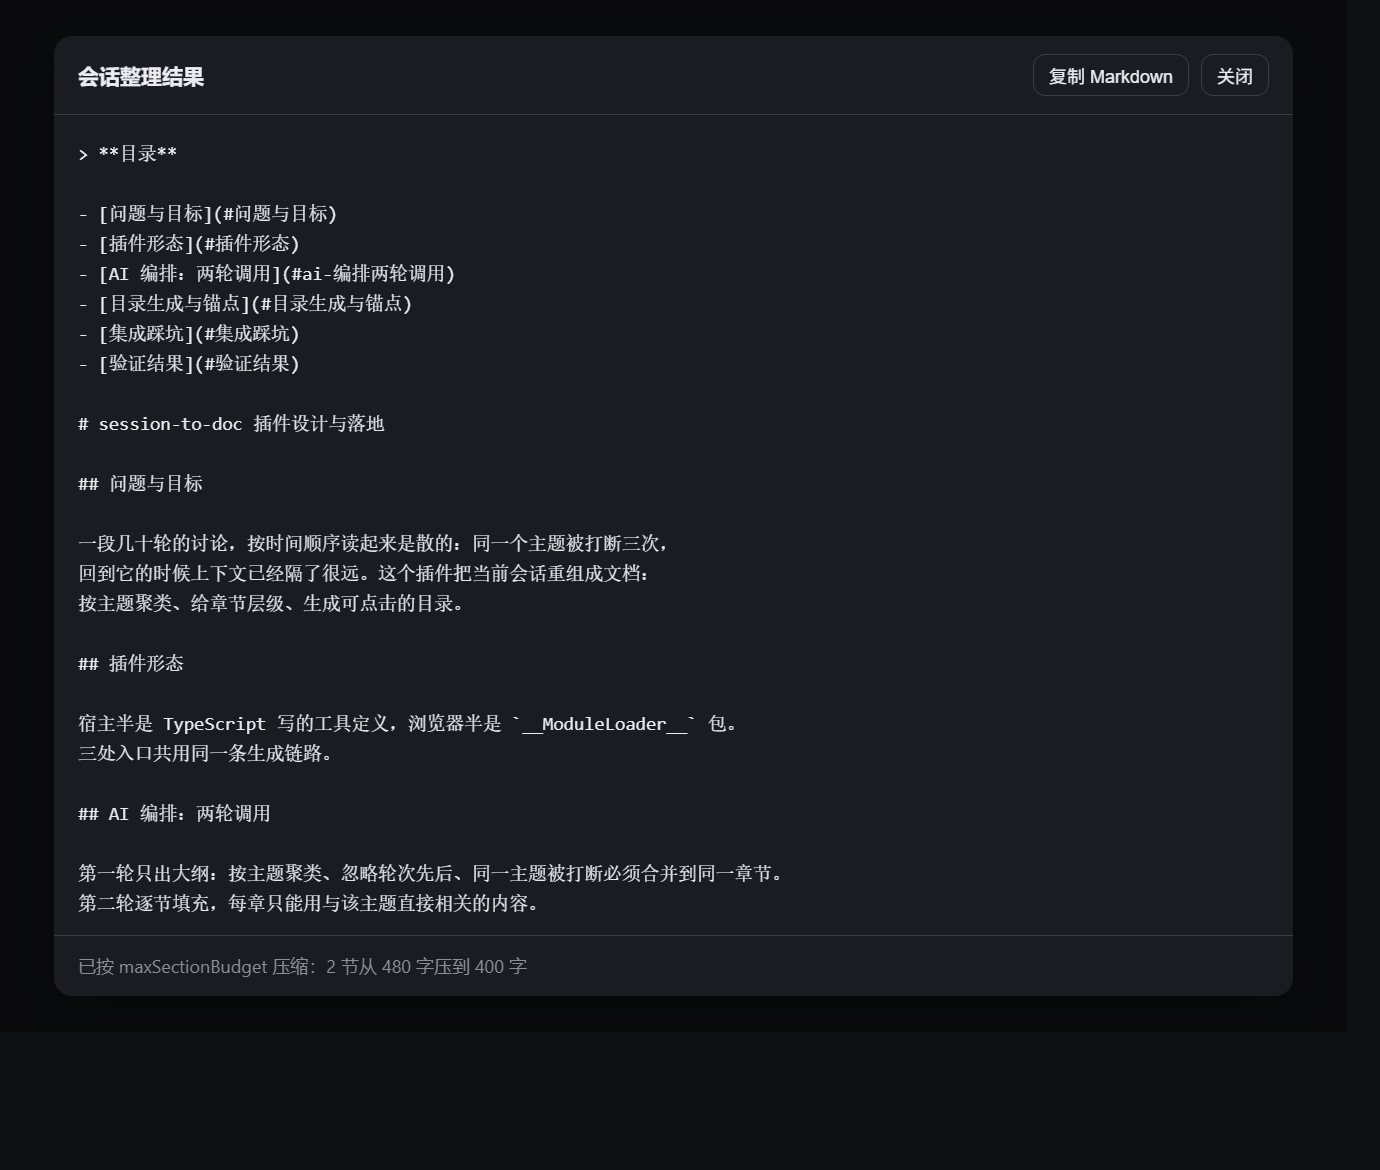 会话整理结果
复制 Markdown
关闭
> **目录**
- [问题与目标](#问题与目标)
- [插件形态](#插件形态)
- [AI 编排：两轮调用](#ai-编排两轮调用)
- [目录生成与锚点](#目录生成与锚点)
- [集成踩坑](#集成踩坑)
- [验证结果](#验证结果)
# session-to-doc 插件设计与落地
## 问题与目标
一段几十轮的讨论，按时间顺序读起来是散的：同一个主题被打断三次，
回到它的时候上下文已经隔了很远。这个插件把当前会话重组成文档：
按主题聚类、给章节层级、生成可点击的目录。
## 插件形态
宿主半是 TypeScript 写的工具定义，浏览器半是 `__ModuleLoader__` 包。
三处入口共用同一条生成链路。
## AI 编排：两轮调用
第一轮只出大纲：按主题聚类、忽略轮次先后、同一主题被打断必须合并到同一章节。
第二轮逐节填充，每章只能用与该主题直接相关的内容。
已按 maxSectionBudget 压缩：2 节从 480 字压到 400 字